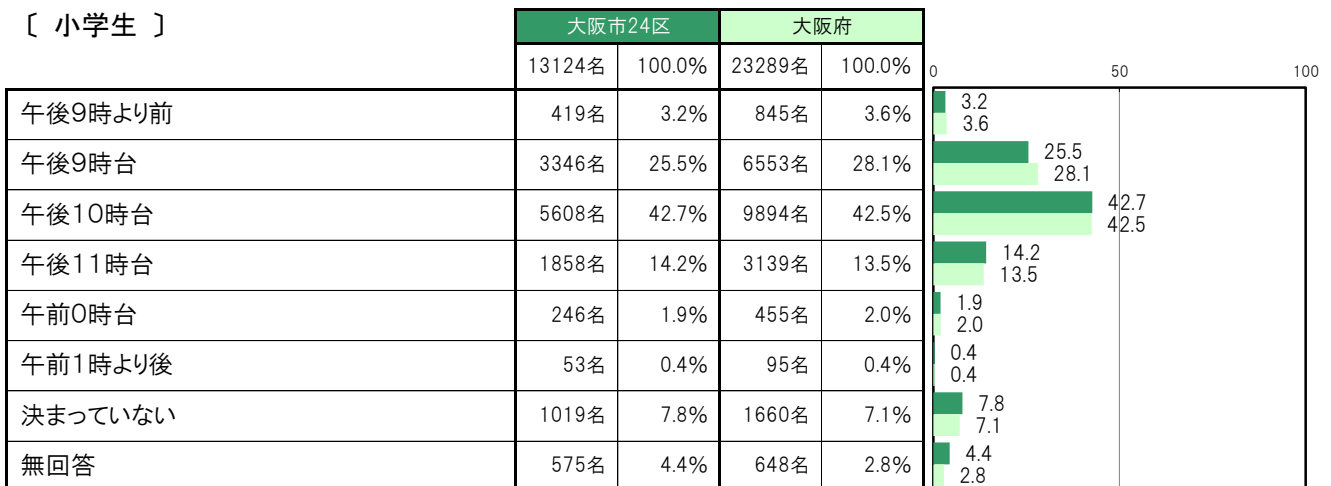 〔 小学生 〕
大阪市24区 大阪府
13124名 100.0% 23289名 100.0%
0 50 100
午後9時より前 419名 3.2% 845名 3.6% 3.2 3.6
午後9時台 3346名 25.5% 6553名 28.1% 25.5 28.1
午後10時台 5608名 42.7% 9894名 42.5% 42.7 42.5
午後11時台 1858名 14.2% 3139名 13.5% 14.2 13.5
午前0時台 246名 1.9% 455名 2.0% 1.9 2.0
午前1時より後 53名 0.4% 95名 0.4% 0.4 0.4
決まっていない 1019名 7.8% 1660名 7.1% 7.8 7.1
無回答 575名 4.4% 648名 2.8% 4.4 2.8